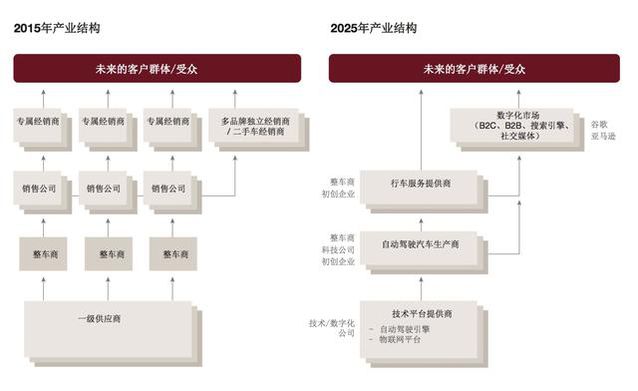 2015年产业结构
未来的客户群体/受众
专属经销商
专属经销商
专属经销商
多品牌独立经销商
/ 二手车经销商
销售公司
销售公司
销售公司
整车商
整车商
整车商
一级供应商
2025年产业结构
未来的客户群体/受众
数字化市场
（B2C、B2B、搜索引擎、
社交媒体）
谷歌
亚马逊
整车商
初创企业
行车服务提供商
整车商
科技公司
初创企业
自动驾驶汽车生产商
技术/数字化
公司
技术平台提供商
– 自动驾驶引擎
– 物联网平台